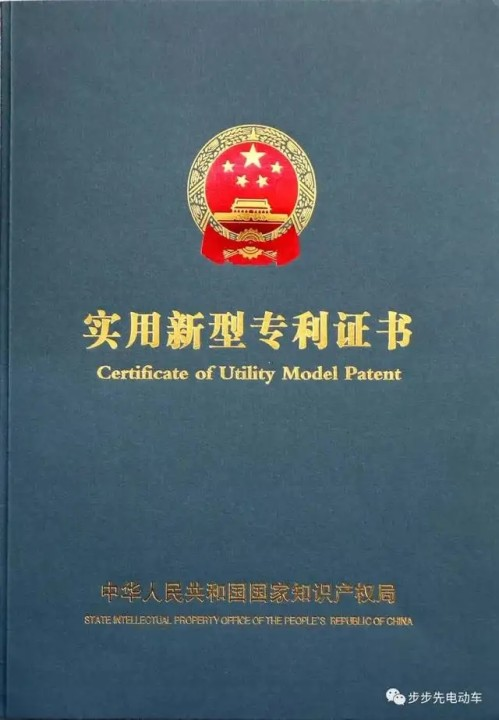 实用新型专利证书
Certificate of Utility Model Patent
中华人民共和国国家知识产权局
STATE INTELLECTUAL PROPERTY OFFICE OF THE PEOPLE'S REPUBLIC OF CHINA
步步先电动车